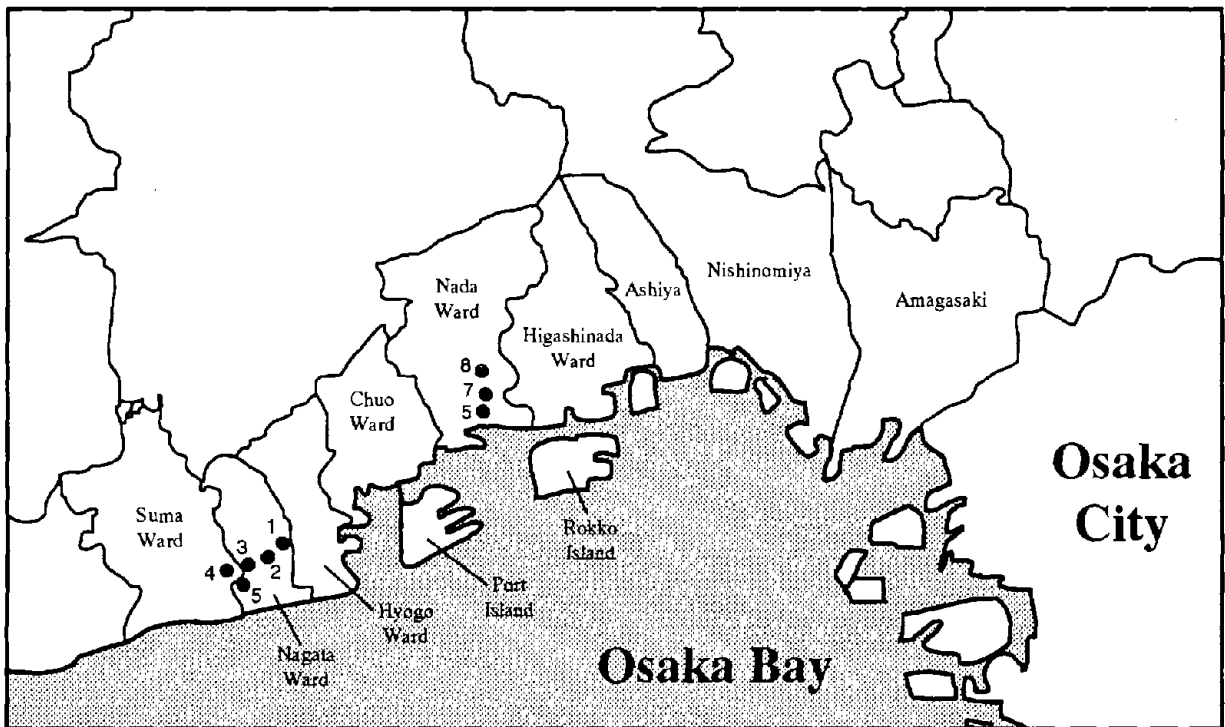 Nada
Ward
Higashinada
Ward
Ashiya
Nishinomiya
Amagasaki
8
7
5
Chuo
Ward
Suma
Ward
1
3
4
2
5
Nagata
Ward
Hyogo
Ward
Port
Island
Rokko
Island
Osaka
City
Osaka Bay